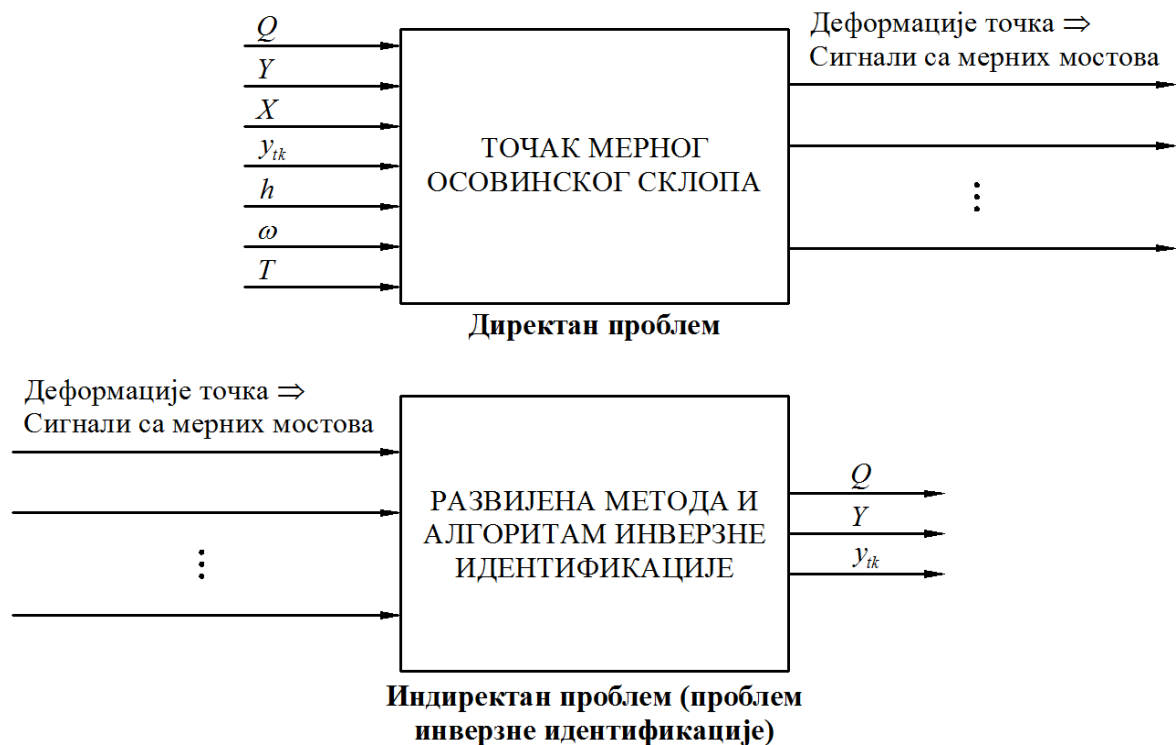 Q
Y
X
y_tk
h
ω
T
Деформације точка ⇒
Сигнали са мерних мостова
ТОЧАК МЕРНОГ
ОСОВИНСКОГ СКЛОПА
Директан проблем
Деформације точка ⇒
Сигнали са мерних мостова
РАЗВИЈЕНА МЕТОДА И
АЛГОРИТАМ ИНВЕРЗНЕ
ИДЕНТИФИКАЦИЈЕ
Q
Y
y_tk
Индиректан проблем (проблем
инверзне идентификације)